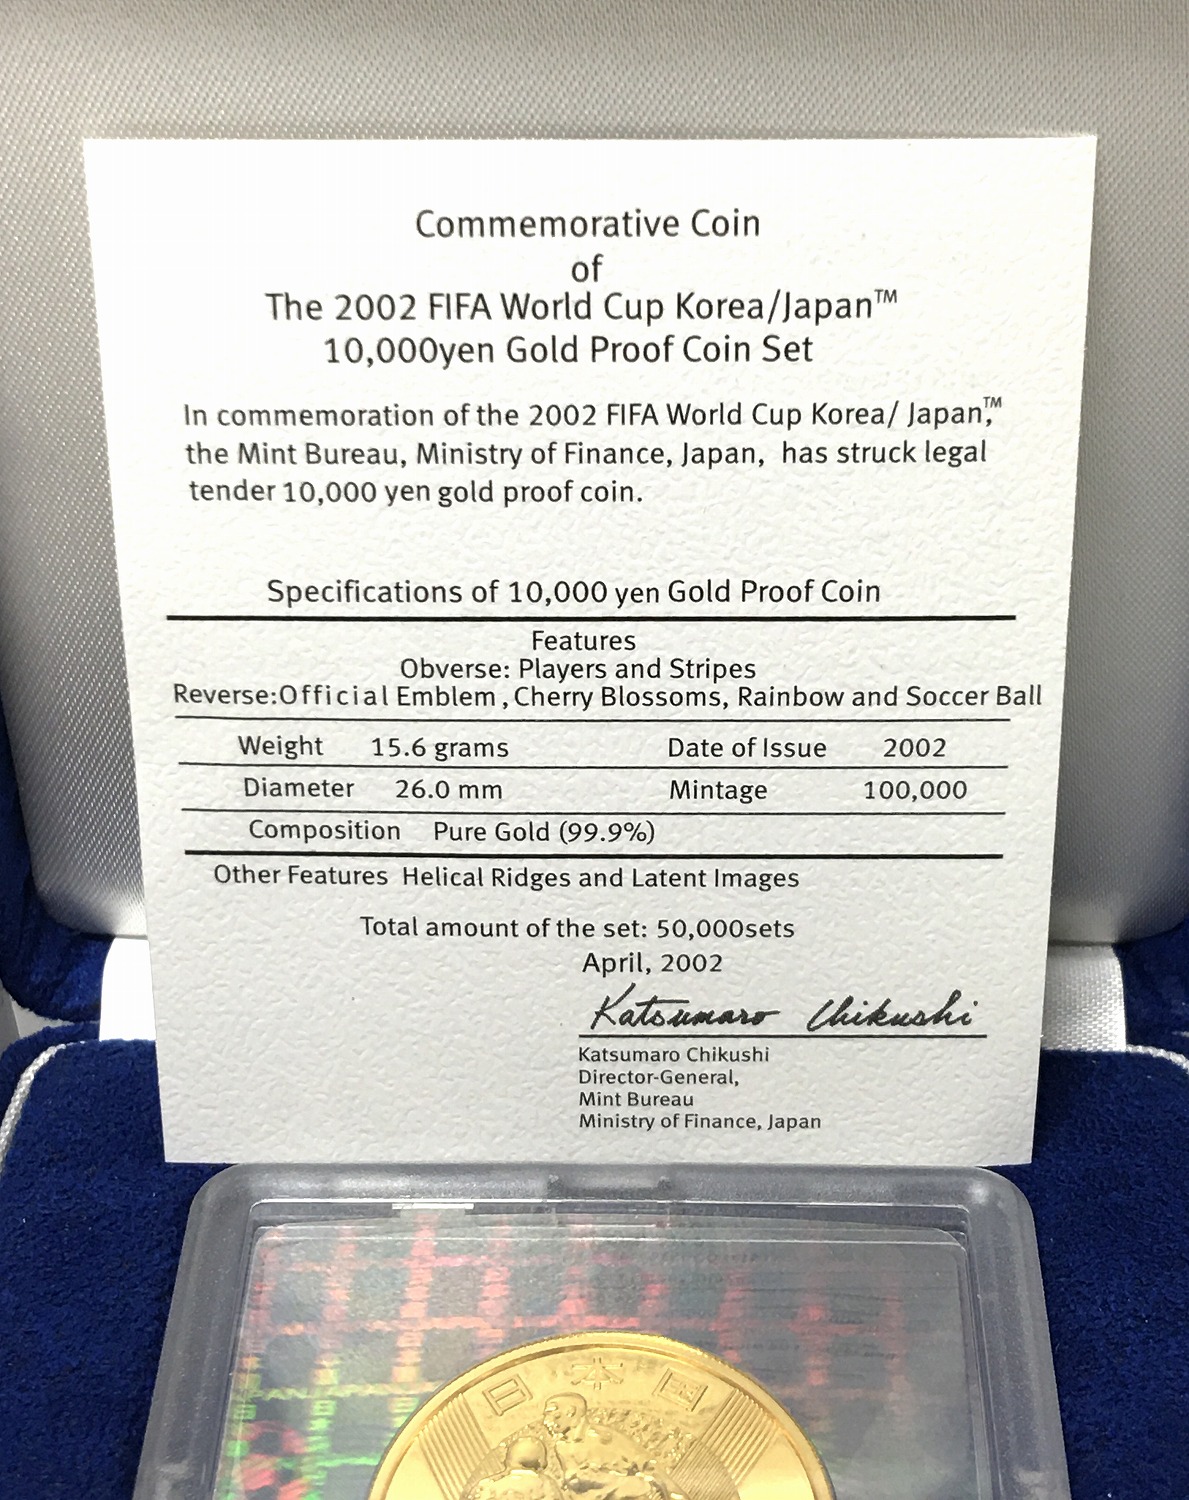 Commemorative Coin
of
The 2002 FIFA World Cup Korea/Japan™
10,000yen Gold Proof Coin Set
In commemoration of the 2002 FIFA World Cup Korea/ Japan,™
the Mint Bureau, Ministry of Finance, Japan, has struck legal
tender 10,000 yen gold proof coin.
Specifications of 10,000 yen Gold Proof Coin
Features
Obverse: Players and Stripes
Reverse:Official Emblem , Cherry Blossoms, Rainbow and Soccer Ball
Weight 15.6 grams Date of Issue 2002
Diameter 26.0 mm Mintage 100,000
Composition Pure Gold (99.9%)
Other Features Helical Ridges and Latent Images
Total amount of the set: 50,000sets
April, 2002
Katsumaro Chikushi
Katsumaro Chikushi
Director-General,
Mint Bureau
Ministry of Finance, Japan
日本国